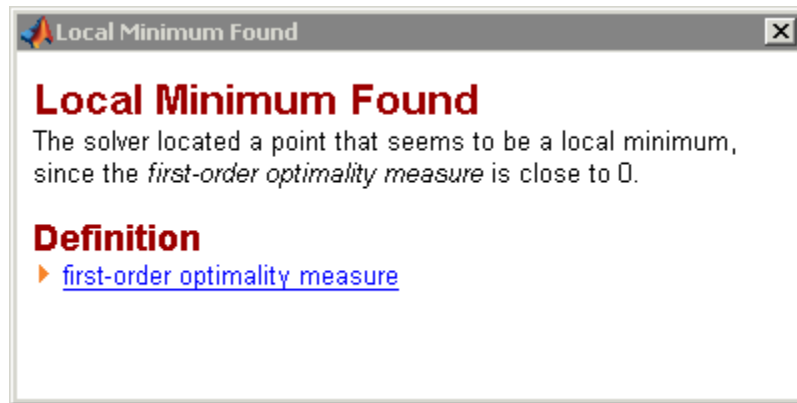 Local Minimum Found
Local Minimum Found
The solver located a point that seems to be a local minimum,
since the first-order optimality measure is close to 0.
Definition
first-order optimality measure